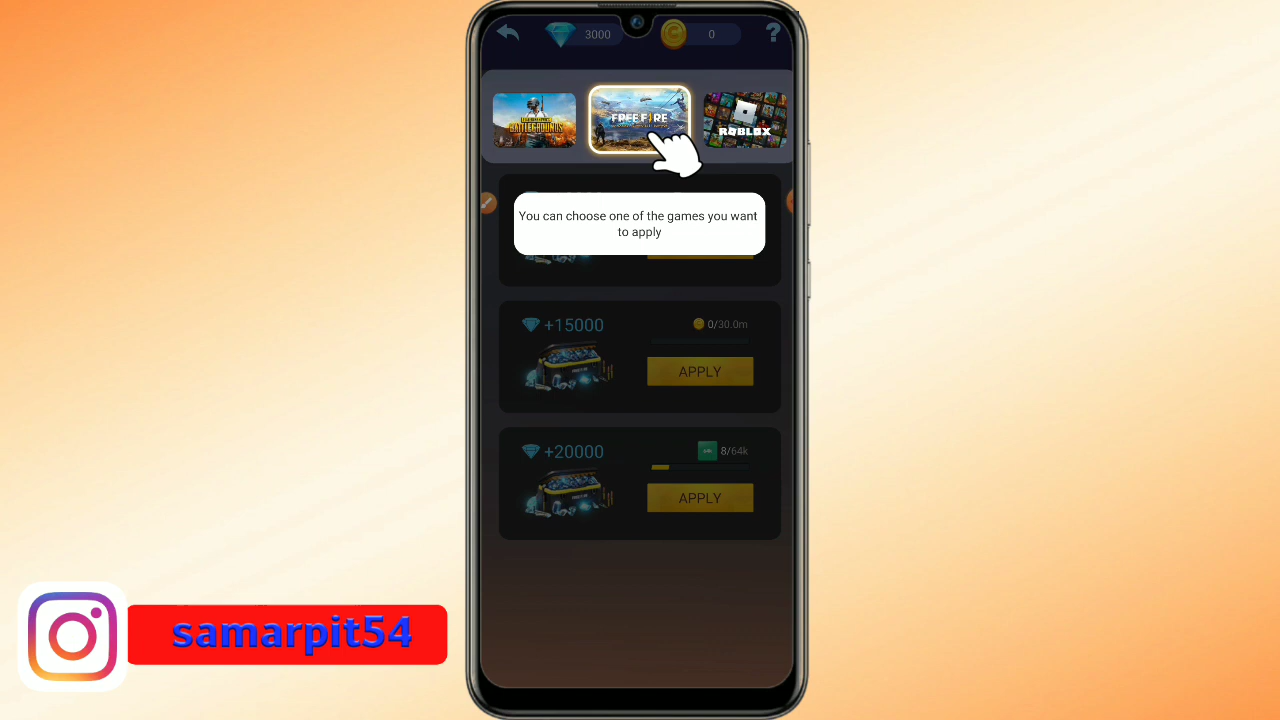 3000
0
BATTLEGROUNDS
FREE FIRE
ROBLOX
You can choose one of the games you want
to apply
+15000
0/30.0m
APPLY
+20000
8/64k
APPLY
samarpit54